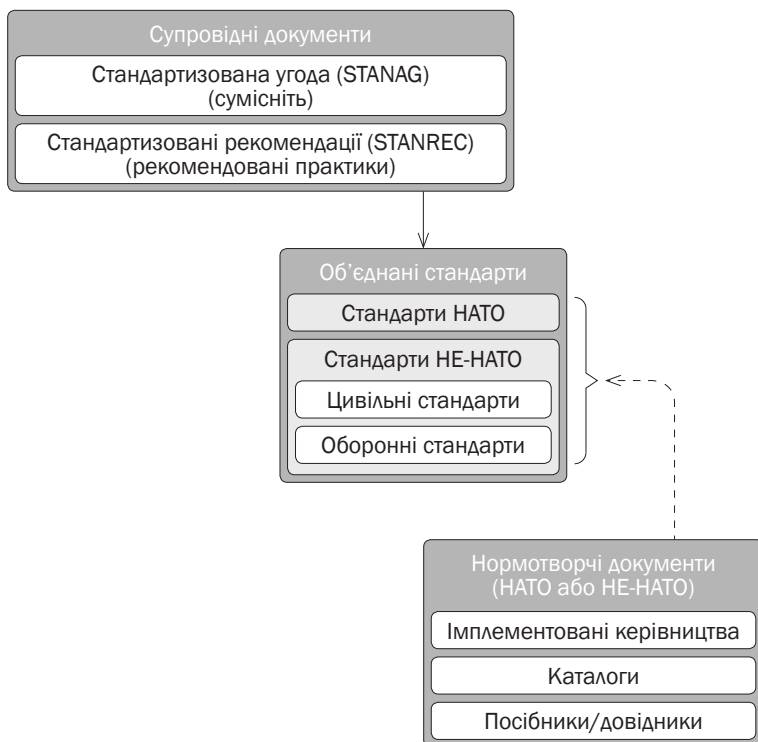 Супровідні документи
Стандартизована угода (STANAG)
(сумісніть)
Стандартизовані рекомендації (STANREC)
(рекомендовані практики)
Об’єднані стандарти
Стандарти НАТО
Стандарти НЕ-НАТО
Цивільні стандарти
Оборонні стандарти
Нормотворчі документи
(НАТО або НЕ-НАТО)
Імплементовані керівництва
Каталоги
Посібники/довідники